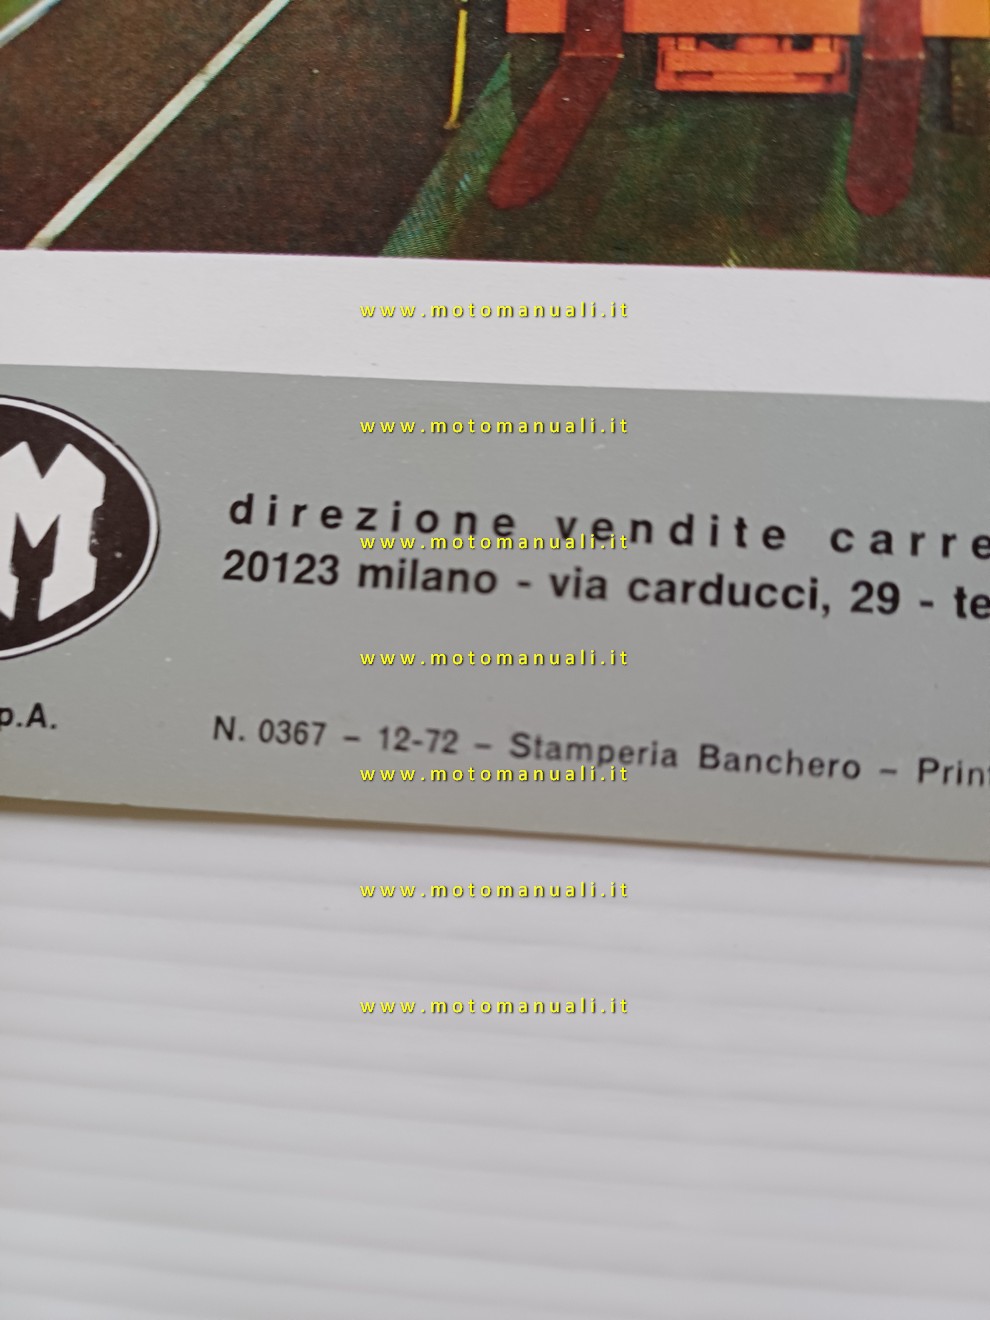 www.motomanuali.it
www.motomanuali.it
M
direzione vendite carre
www.motomanuali.it
20123 milano - via carducci, 29 - te
www.motomanuali.it
p.A.
N. 0367 – 12-72 – Stamperia Banchero – Print
www.motomanuali.it
www.motomanuali.it
www.motomanuali.it